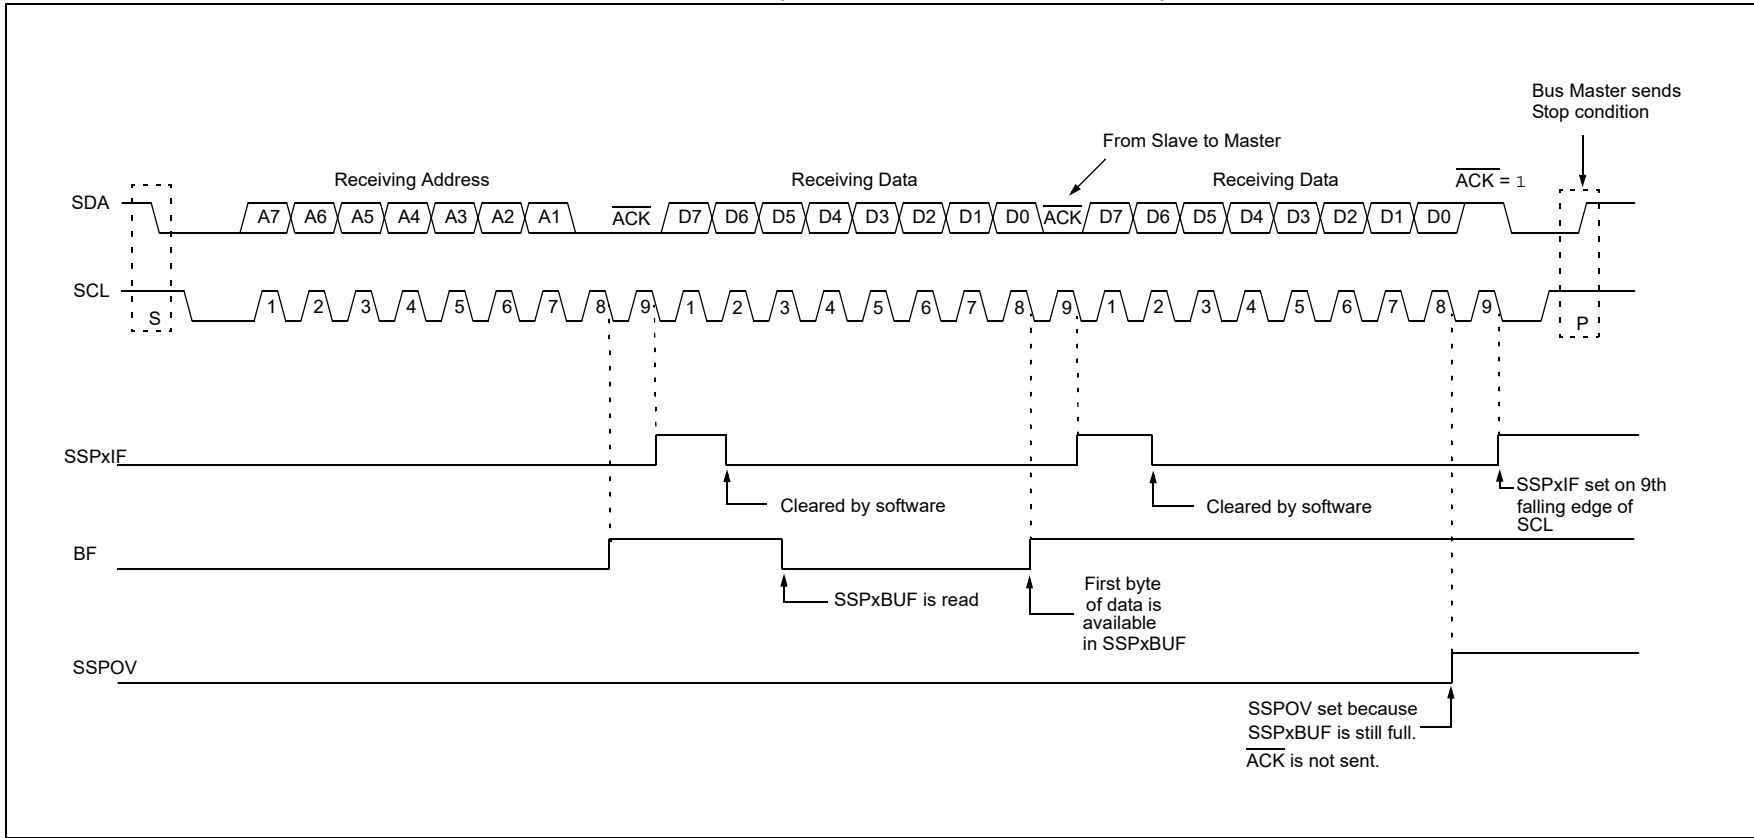 Bus Master sends
Stop condition
From Slave to Master
Receiving Address
Receiving Data
Receiving Data
ACK = 1
SDA
A7 A6 A5 A4 A3 A2 A1 ACK D7 D6 D5 D4 D3 D2 D1 D0 ACK D7 D6 D5 D4 D3 D2 D1 D0
SCL
S
1 2 3 4 5 6 7 8 9 1 2 3 4 5 6 7 8 9 1 2 3 4 5 6 7 8 9
P
SSPxIF
Cleared by software
Cleared by software
SSPxIF set on 9th
falling edge of
SCL
BF
SSPxBUF is read
First byte
of data is
available
in SSPxBUF
SSPOV
SSPOV set because
SSPxBUF is still full.
ACK is not sent.